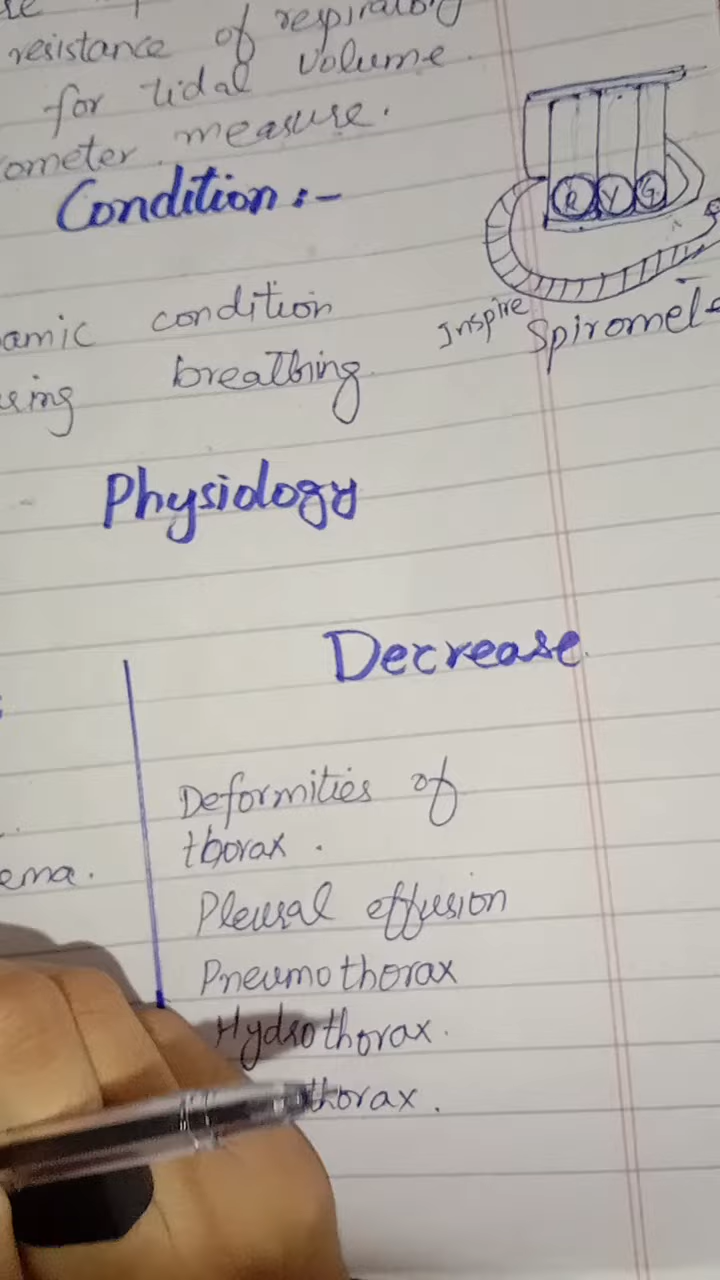 resistance of respiratory
for tidal volume
ometer measure.
Condition :-
R Y G
amic condition
breathing
Inspire
Spiromet
Physiology
Decrease
Deformities of
thorax.
ema.
Pleural effusion
Pneumothorax
Hydrothorax.
thorax.